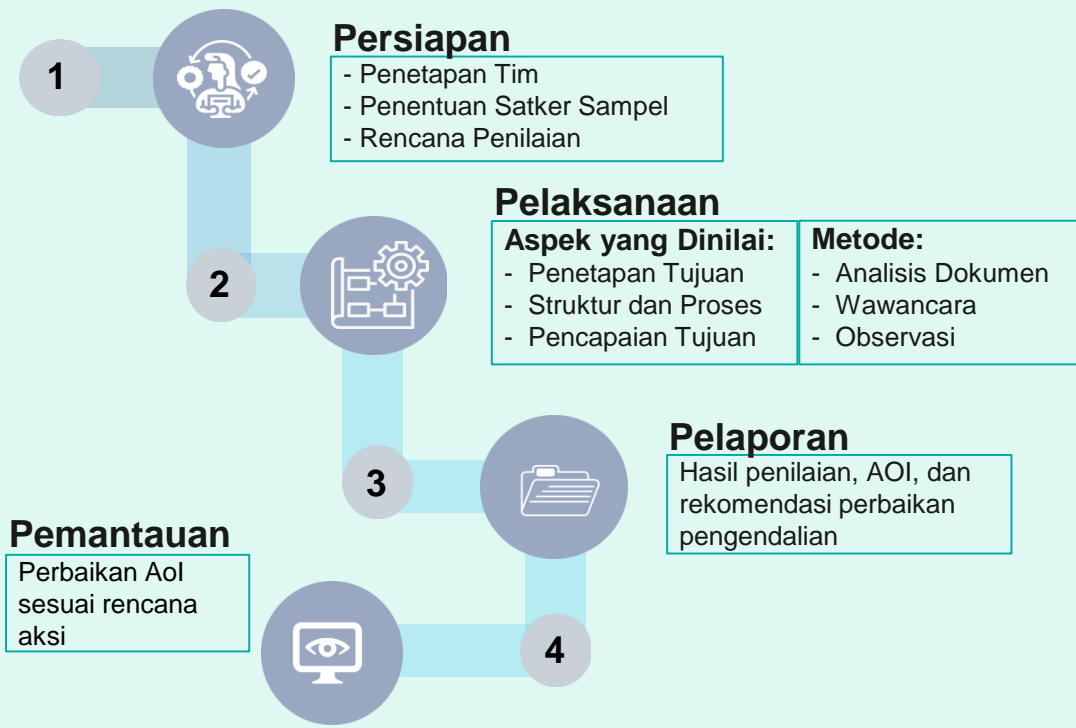 1
Persiapan
- Penetapan Tim
- Penentuan Satker Sampel
- Rencana Penilaian
2
Pelaksanaan
Aspek yang Dinilai:
- Penetapan Tujuan
- Struktur dan Proses
- Pencapaian Tujuan
Metode:
- Analisis Dokumen
- Wawancara
- Observasi
3
Pelaporan
Hasil penilaian, AOI, dan
rekomendasi perbaikan
pengendalian
4
Pemantauan
Perbaikan AoI
sesuai rencana
aksi